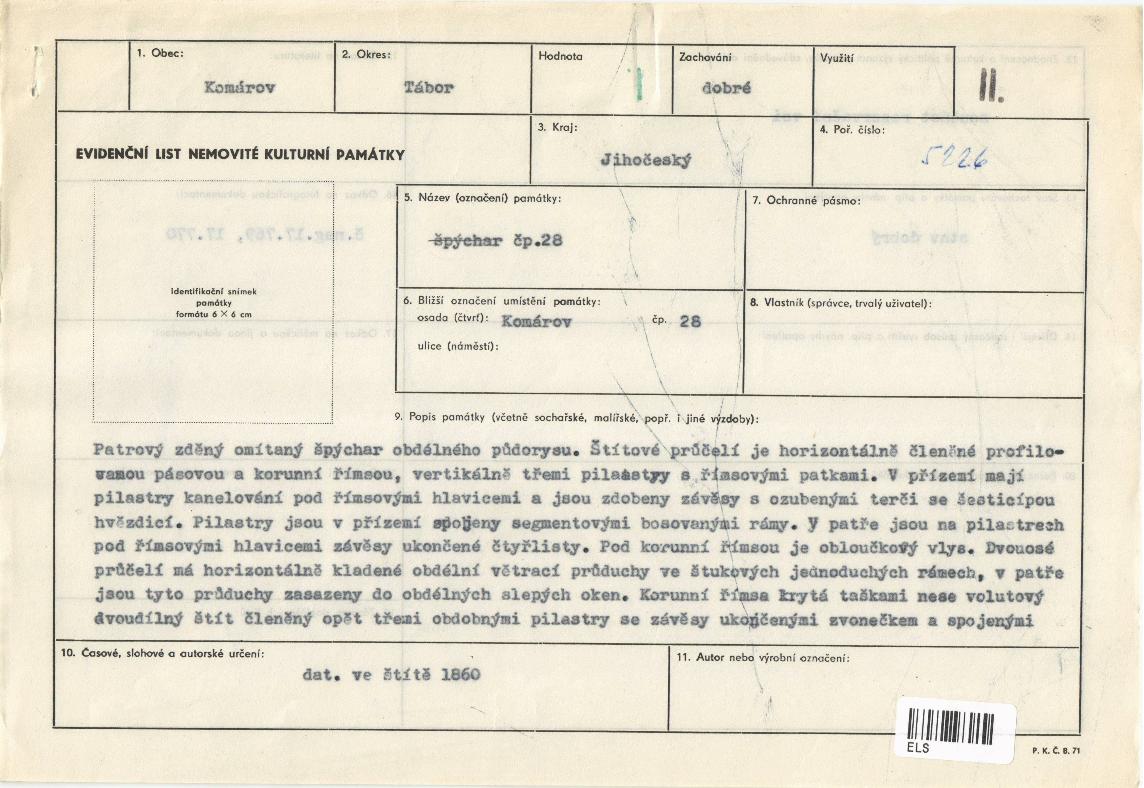 1. Obec:
Komárov
2. Okres:
Tábor
Hodnota
Zachování
dobré
Využití
II.
EVIDENČNÍ LIST NEMOVITÉ KULTURNÍ PAMÁTKY
3. Kraj:
Jihočeský
4. Poř. číslo:
5226
Identifikační snímek
památky
formátu 6 X 6 cm
5. Název (označení) památky:
špýchar čp.28
7. Ochranné pásmo:
6. Bližší označení umístění památky:
osada (čtvrť): Komárov čp. 28
ulice (náměstí):
8. Vlastník (správce, trvalý uživatel):
9. Popis památky (včetně sochařské, malířské, popř. i jiné výzdoby):
Patrový zděný omítaný špýchar obdélného půdorysu. Štítové průčelí je horizontálně členěné profilo-
vanou pásovou a korunní římsou, vertikálně třemi pilastry s římsovými patkami. V přízemí mají
pilastry kanelování pod římsovými hlavicemi a jsou zdobeny závěsy s ozubenými terči se šesticípou
hvězdicí. Pilastry jsou v přízemí spojeny segmentovými bosovanými rámy. V patře jsou na pilastrech
pod římsovými hlavicemi závěsy ukončené čtyřlisty. Pod korunní římsou je obloučkový vlys. Dvouosé
průčelí má horizontálně kladené obdélní větrací průduchy ve štukových jednoduchých rámech, v patře
jsou tyto průduchy zasazeny do obdélných slepých oken. Korunní římsa krytá taškami nese volutový
dvoudílný štít členěný opět třemi obdobnými pilastry se závěsy ukončenými zvonečkem a spojenými
10. Časové, slohové a autorské určení:
dat. ve štítě 1860
11. Autor nebo výrobní označení:
ELS
P. K. Č. B. 71